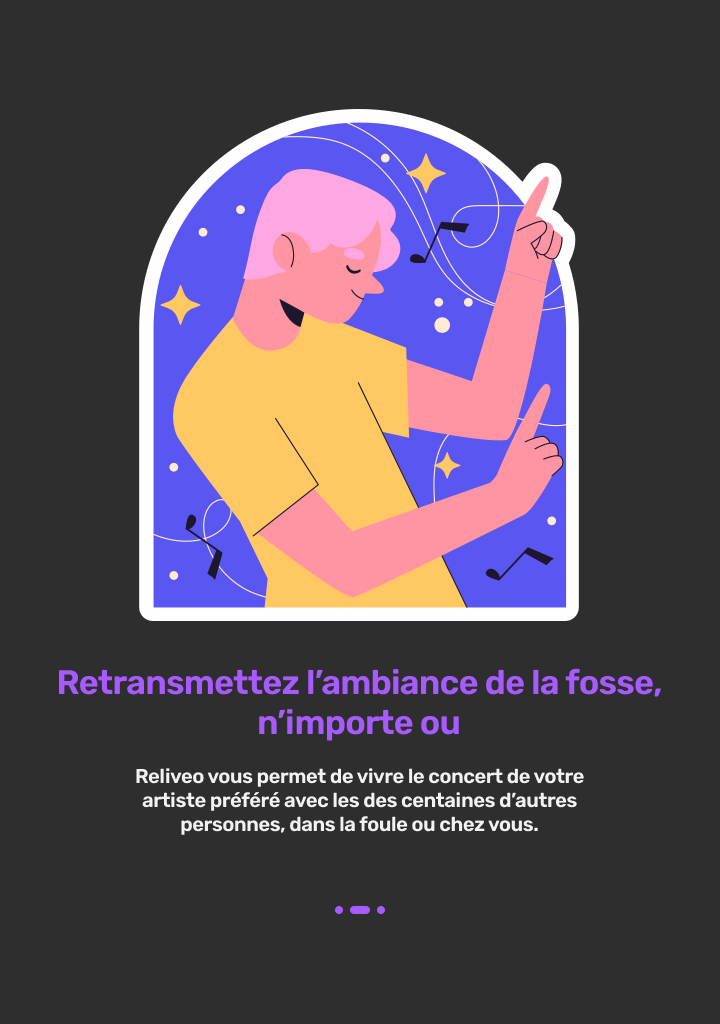 Retransmettez l’ambiance de la fosse,
n’importe ou
Reliveo vous permet de vivre le concert de votre
artiste préféré avec les des centaines d’autres
personnes, dans la foule ou chez vous.